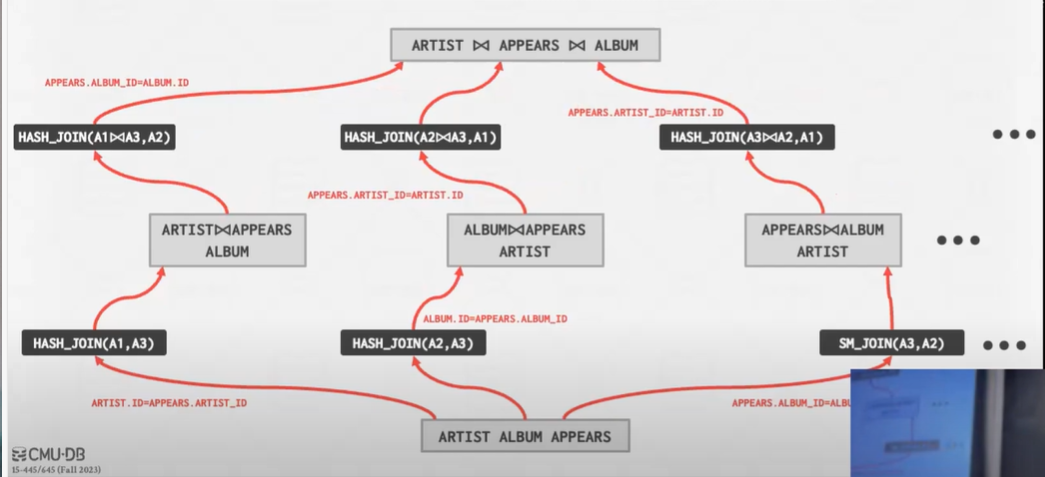 ARTIST ⋈ APPEARS ⋈ ALBUM
APPEARS.ALBUM_ID=ALBUM.ID
APPEARS.ARTIST_ID=ARTIST.ID
HASH_JOIN(A1⋈A3,A2)
HASH_JOIN(A2⋈A3,A1)
HASH_JOIN(A3⋈A2,A1)
APPEARS.ARTIST_ID=ARTIST.ID
ARTIST⋈APPEARS
ALBUM
ALBUM⋈APPEARS
ARTIST
APPEARS⋈ALBUM
ARTIST
ALBUM.ID=APPEARS.ALBUM_ID
HASH_JOIN(A1,A3)
HASH_JOIN(A2,A3)
SM_JOIN(A3,A2)
ARTIST.ID=APPEARS.ARTIST_ID
APPEARS.ALBUM_ID=ALB
ARTIST ALBUM APPEARS
CMU·DB
15-445/645 (Fall 2023)